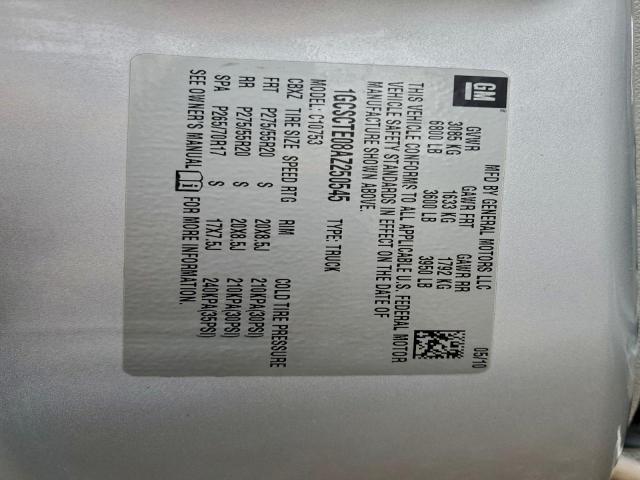 GM
MFD BY GENERAL MOTORS LLC 05/10
GVWR GAWR FRT GAWR RR
3085 KG 1633 KG 1792 KG
6800 LB 3600 LB 3950 LB
THIS VEHICLE CONFORMS TO ALL APPLICABLE U.S. FEDERAL MOTOR
VEHICLE SAFETY STANDARDS IN EFFECT ON THE DATE OF
MANUFACTURE SHOWN ABOVE.
1GCSCTE08AZ250545 TYPE: TRUCK
MODEL: C10753
CBXZ TIRE SIZE SPEED RTG RIM COLD TIRE PRESSURE
FRT P275/55R20 S 20X8.5J 210KPA(30PSI)
RR P275/55R20 S 20X8.5J 210KPA(30PSI)
SPA P265/70R17 S 17X7.5J 240KPA(35PSI)
SEE OWNER'S MANUAL FOR MORE INFORMATION.